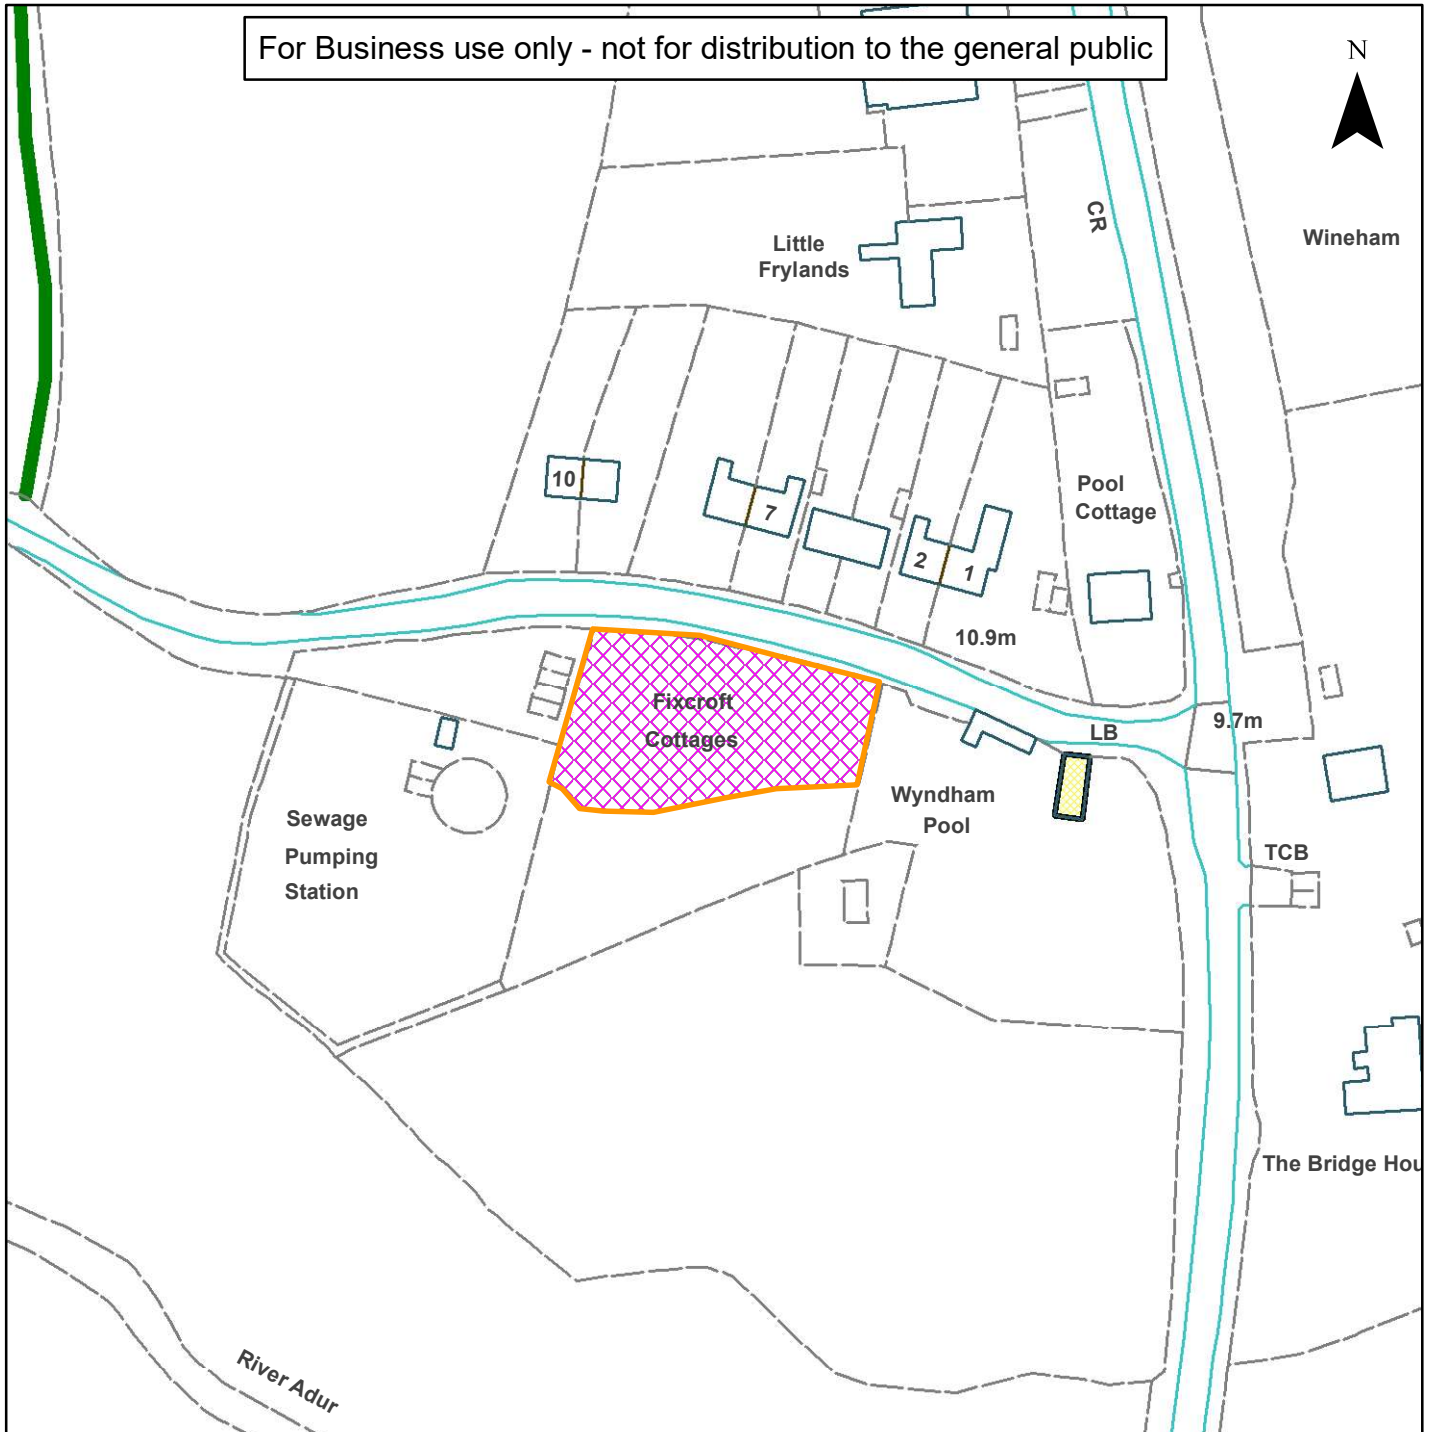 For Business use only - not for distribution to the general public
N
CR
Wineham
Little
Frylands
10
7
2
1
Pool
Cottage
10.9m
Fixcroft
Cottages
9.7m
LB
Wyndham
Pool
Sewage
Pumping
Station
TCB
The Bridge Hou
River Adur